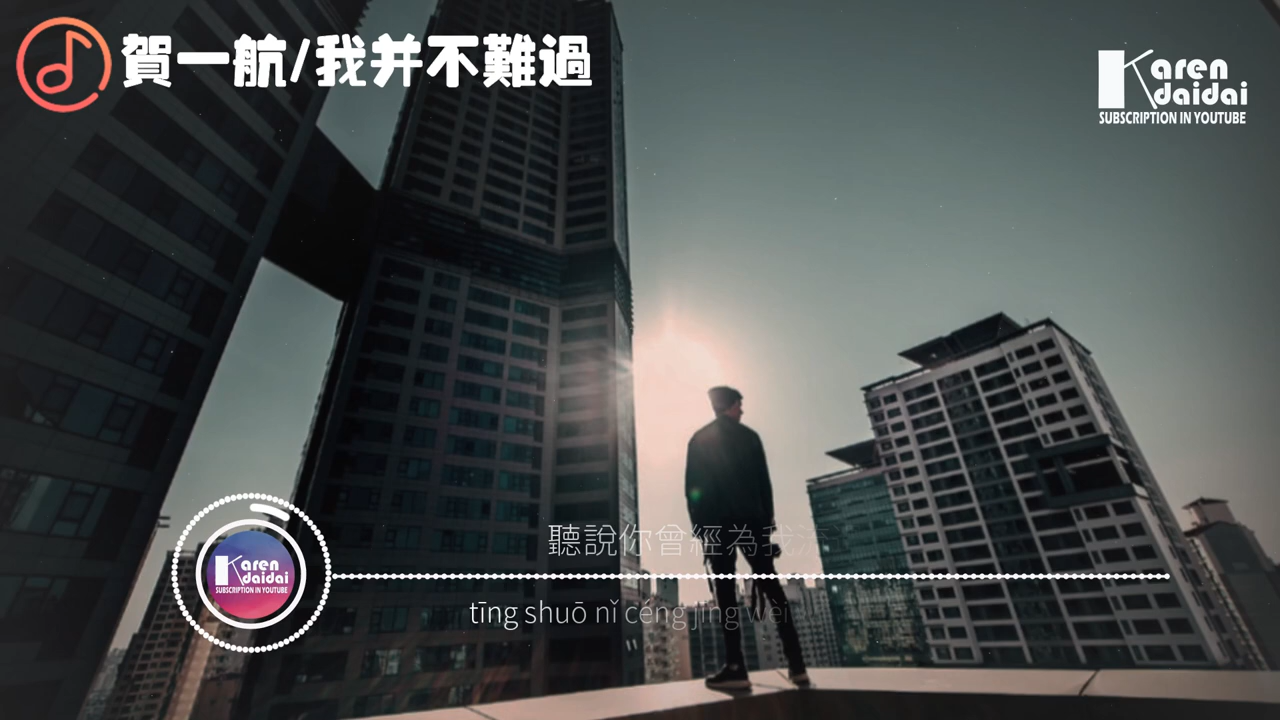 賀一航/我并不難過
Karen
daidai
SUBSCRIPTION IN YOUTUBE
聽說你曾經為我流
tīng shuō nǐ céng jīng wèi
Karen
daidai
SUBSCRIPTION IN YOUTUBE